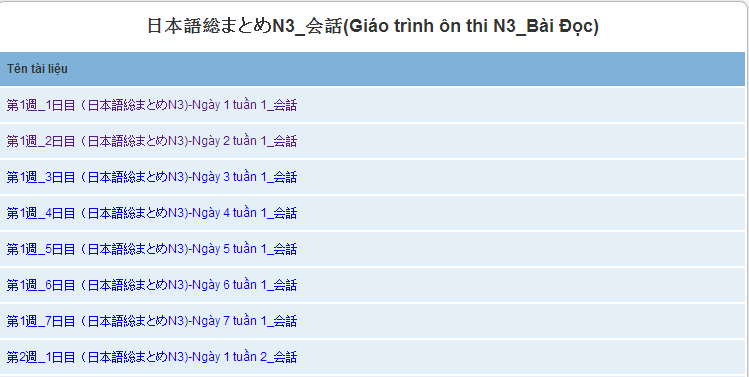 日本語総まとめN3_会話(Giáo trình ôn thi N3_Bài Đọc)
Tên tài liệu
第1週_1日目（日本語総まとめN3)-Ngày 1 tuần 1_会話
第1週_2日目（日本語総まとめN3)-Ngày 2 tuần 1_会話
第1週_3日目（日本語総まとめN3)-Ngày 3 tuần 1_会話
第1週_4日目（日本語総まとめN3)-Ngày 4 tuần 1_会話
第1週_5日目（日本語総まとめN3)-Ngày 5 tuần 1_会話
第1週_6日目（日本語総まとめN3)-Ngày 6 tuần 1_会話
第1週_7日目（日本語総まとめN3)-Ngày 7 tuần 1_会話
第2週_1日目（日本語総まとめN3)-Ngày 1 tuần 2_会話